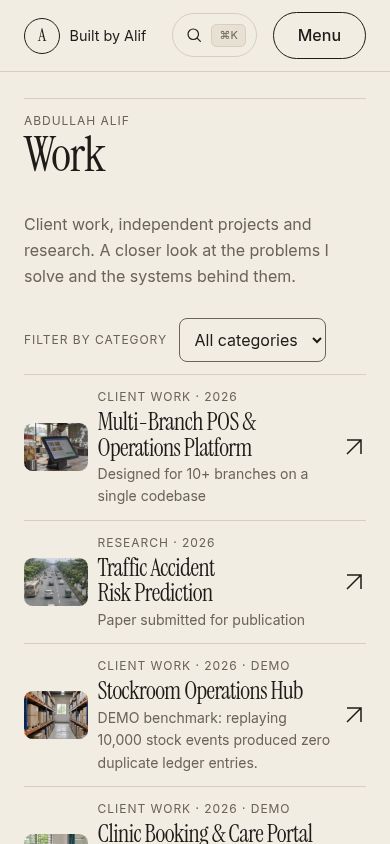 A
Built by Alif
⌘K
Menu
ABDULLAH ALIF
Work
Client work, independent projects and
research. A closer look at the problems I
solve and the systems behind them.
FILTER BY CATEGORY
All categories
CLIENT WORK · 2026
Multi-Branch POS &
Operations Platform
Designed for 10+ branches on a
single codebase
RESEARCH · 2026
Traffic Accident
Risk Prediction
Paper submitted for publication
CLIENT WORK · 2026 · DEMO
Stockroom Operations Hub
DEMO benchmark: replaying
10,000 stock events produced zero
duplicate ledger entries.
CLIENT WORK · 2026 · DEMO
Clinic Booking & Care Portal